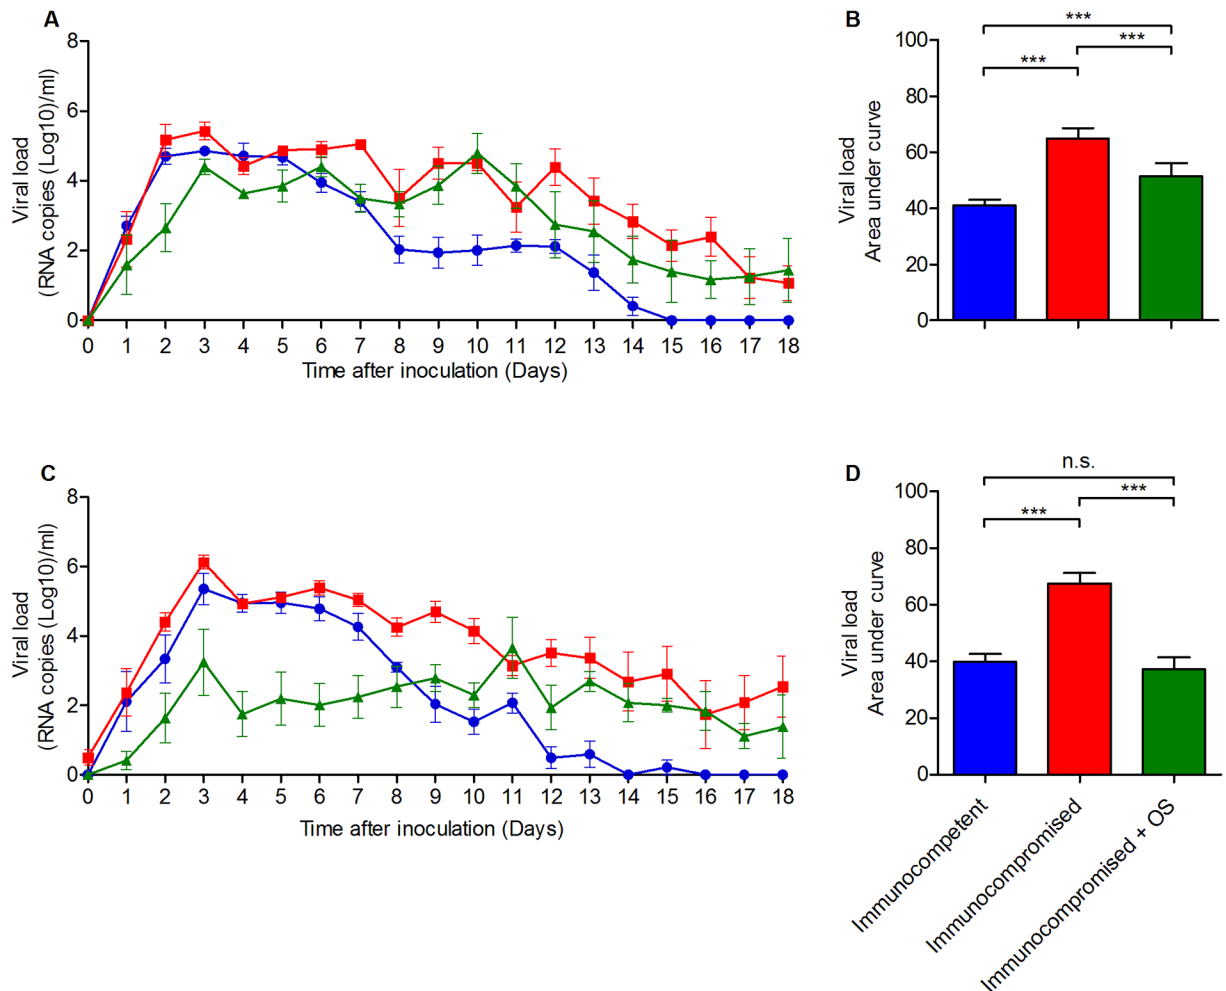 A
Viral load
(RNA copies (Log10)/ml)
8
6
4
2
0
0 1 2 3 4 5 6 7 8 9 10 11 12 13 14 15 16 17 18
Time after inoculation (Days)
B
***
***
***
Viral load
Area under curve
100
80
60
40
20
0
C
Viral load
(RNA copies (Log10)/ml)
8
6
4
2
0
0 1 2 3 4 5 6 7 8 9 10 11 12 13 14 15 16 17 18
Time after inoculation (Days)
D
n.s.
***
***
Viral load
Area under curve
100
80
60
40
20
0
Immunocompetent
Immunocompromised
Immunocompromised + OS